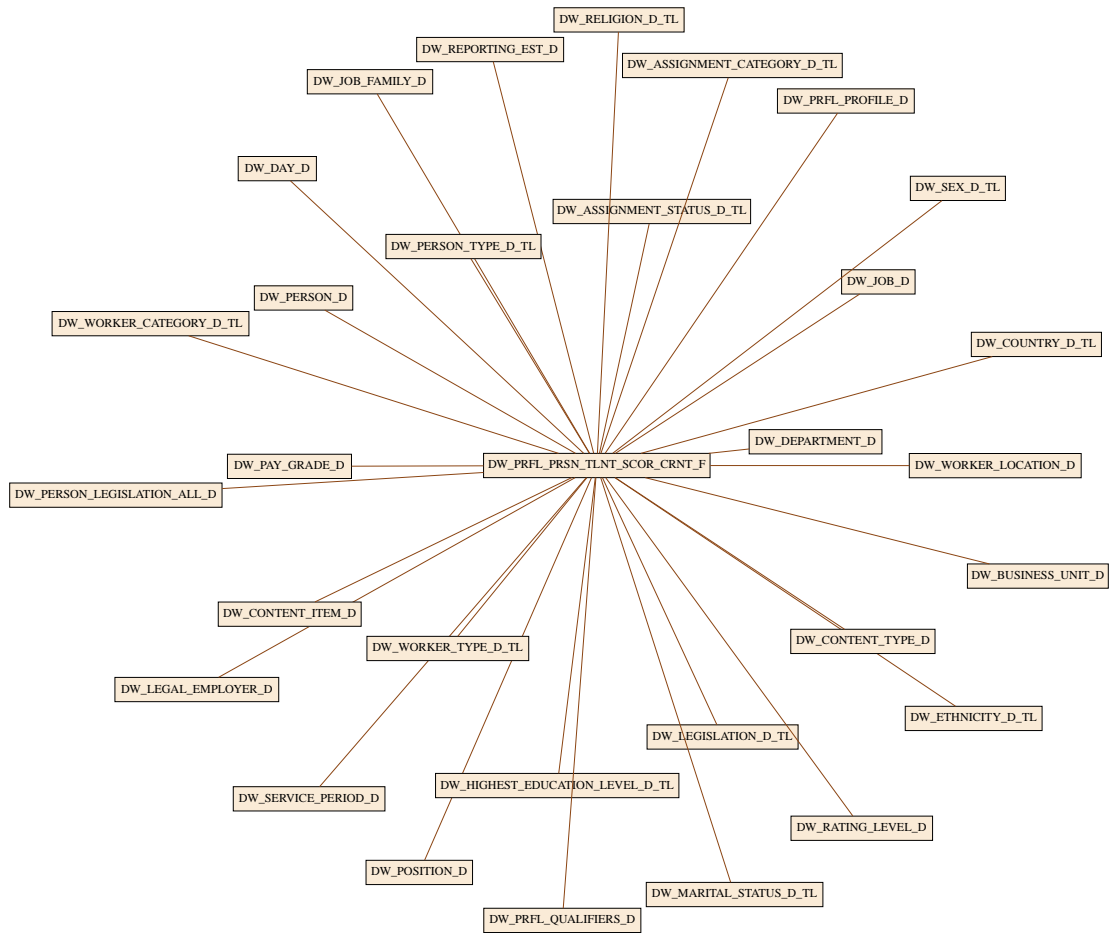 DW_RELIGION_D_TL
DW_REPORTING_EST_D
DW_ASSIGNMENT_CATEGORY_D_TL
DW_JOB_FAMILY_D
DW_PRFL_PROFILE_D
DW_DAY_D
DW_SEX_D_TL
DW_ASSIGNMENT_STATUS_D_TL
DW_PERSON_TYPE_D_TL
DW_JOB_D
DW_PERSON_D
DW_WORKER_CATEGORY_D_TL
DW_COUNTRY_D_TL
DW_DEPARTMENT_D
DW_PAY_GRADE_D
DW_PRFL_PRSN_TLNT_SCOR_CRNT_F
DW_WORKER_LOCATION_D
DW_PERSON_LEGISLATION_ALL_D
DW_BUSINESS_UNIT_D
DW_CONTENT_ITEM_D
DW_CONTENT_TYPE_D
DW_WORKER_TYPE_D_TL
DW_LEGAL_EMPLOYER_D
DW_ETHNICITY_D_TL
DW_LEGISLATION_D_TL
DW_HIGHEST_EDUCATION_LEVEL_D_TL
DW_SERVICE_PERIOD_D
DW_RATING_LEVEL_D
DW_POSITION_D
DW_MARITAL_STATUS_D_TL
DW_PRFL_QUALIFIERS_D